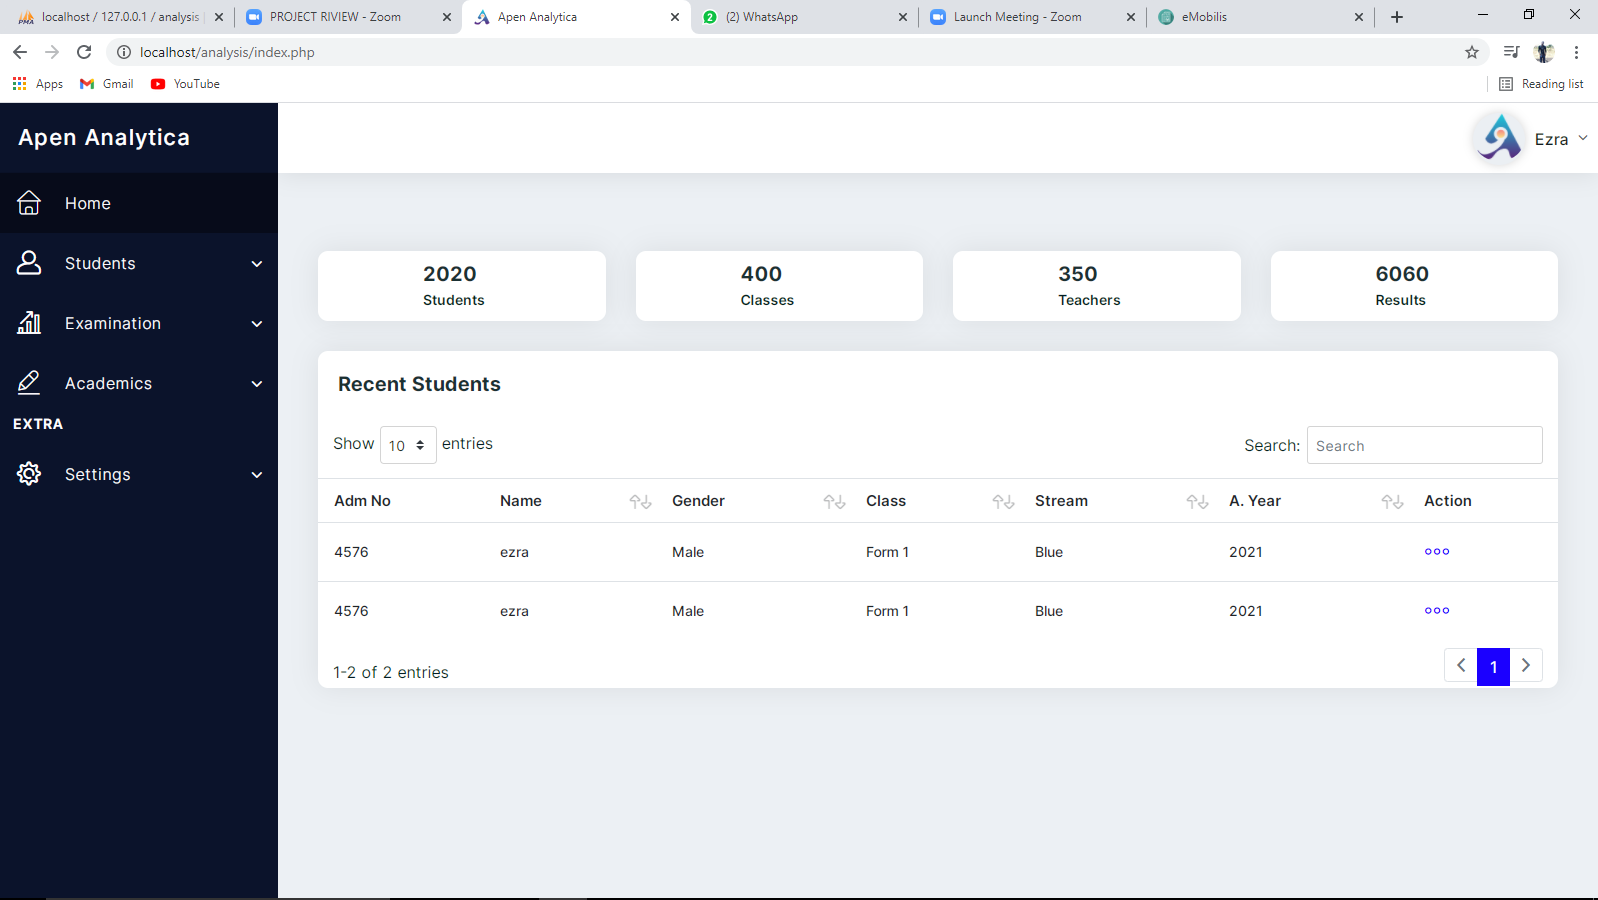 localhost / 127.0.0.1 / analysis
PROJECT RIVIEW - Zoom
Apen Analytica
2
(2) WhatsApp
Launch Meeting - Zoom
eMobilis
localhost/analysis/index.php
Apps
Gmail
YouTube
Reading list
Apen Analytica
Ezra
Home
Students
Examination
Academics
EXTRA
Settings
2020
Students
400
Classes
350
Teachers
6060
Results
Recent Students
Show 10 entries
Search: Search
Adm No Name Gender Class Stream A. Year Action
4576 ezra Male Form 1 Blue 2021
4576 ezra Male Form 1 Blue 2021
1-2 of 2 entries
1